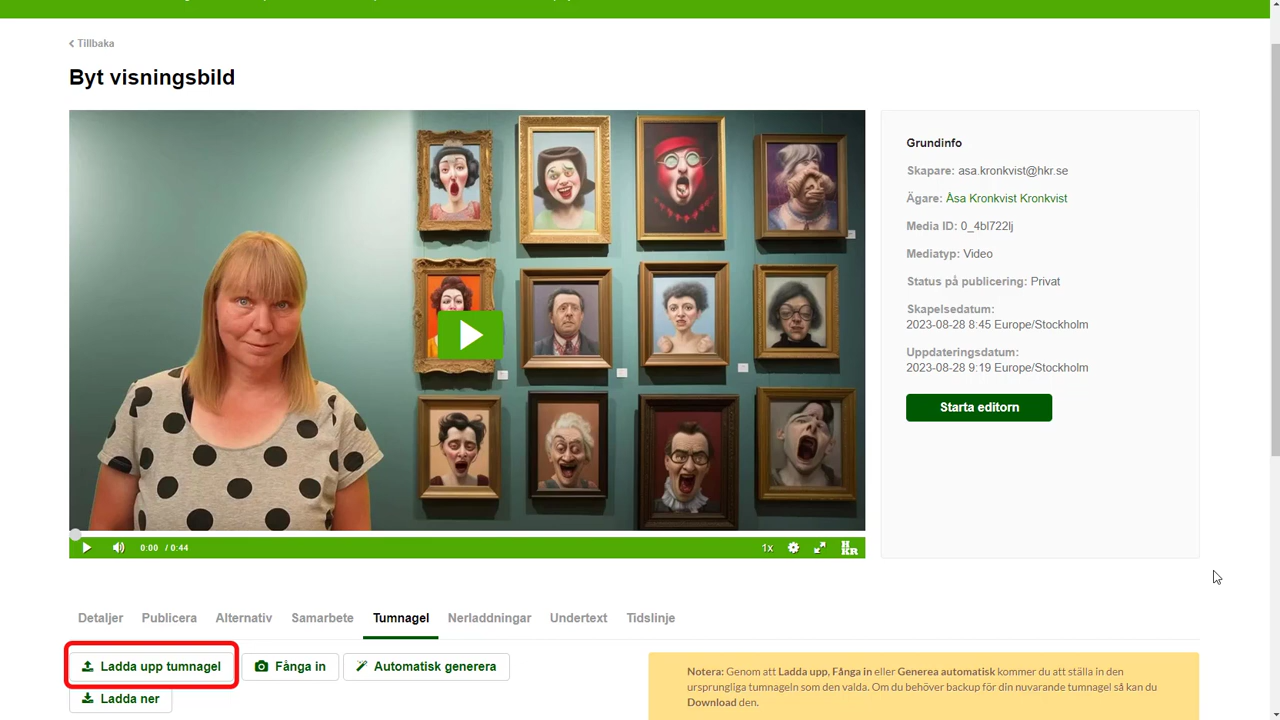 Tillbaka
Byt visningsbild
Grundinfo
Skapare: asa.kronkvist@hkr.se
Ägare: Åsa Kronkvist Kronkvist
Media ID: 0_4bl722lj
Mediatyp: Video
Status på publicering: Privat
Skapelsedatum:
2023-08-28 8:45 Europe/Stockholm
Uppdateringsdatum:
2023-08-28 9:19 Europe/Stockholm
Starta editorn
0:00 / 0:44
1x
HKR
Detaljer Publicera Alternativ Samarbete Tumnagel Nerladdningar Undertext Tidslinje
Ladda upp tumnagel Fånga in Automatisk generera
Ladda ner
Notera: Genom att Ladda upp, Fånga in eller Generea automatisk kommer du att ställa in den
ursprungliga tumnageln som den valda. Om du behöver backup för din nuvarande tumnagel så kan du
Download den.